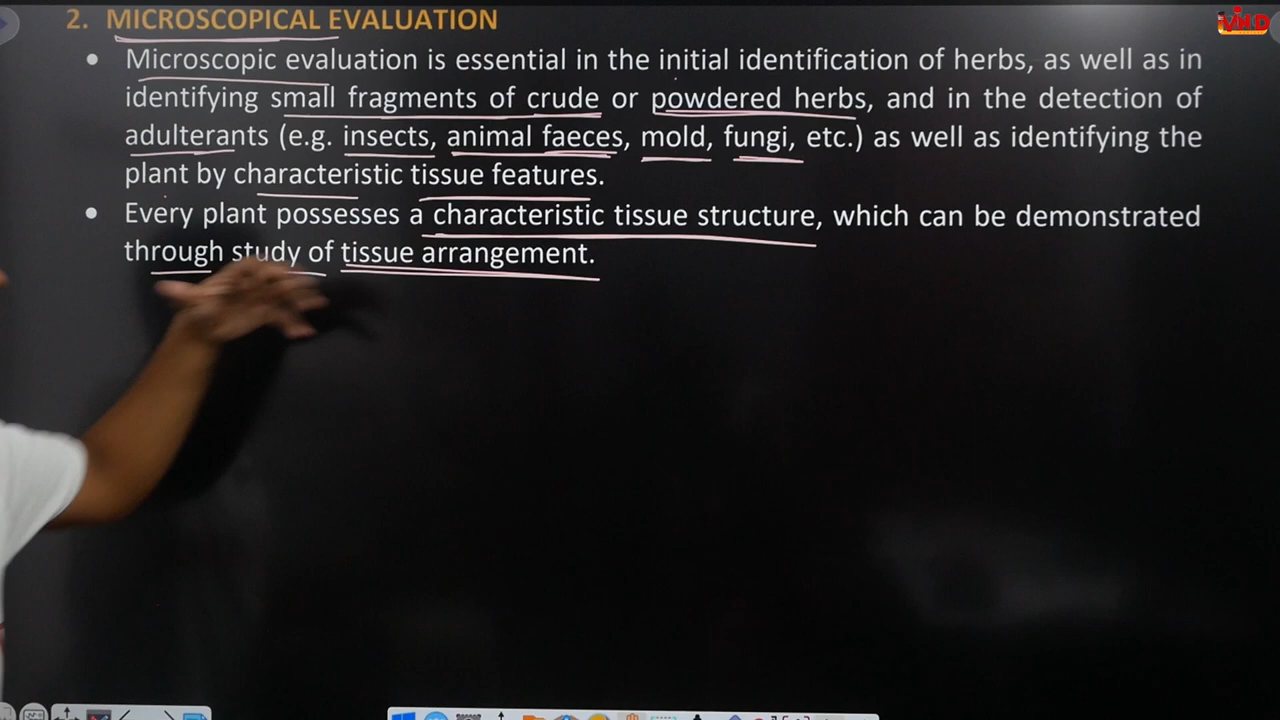 2. MICROSCOPICAL EVALUATION
• Microscopic evaluation is essential in the initial identification of herbs, as well as in
identifying small fragments of crude or powdered herbs, and in the detection of
adulterants (e.g. insects, animal faeces, mold, fungi, etc.) as well as identifying the
plant by characteristic tissue features.
• Every plant possesses a characteristic tissue structure, which can be demonstrated
through study of tissue arrangement.